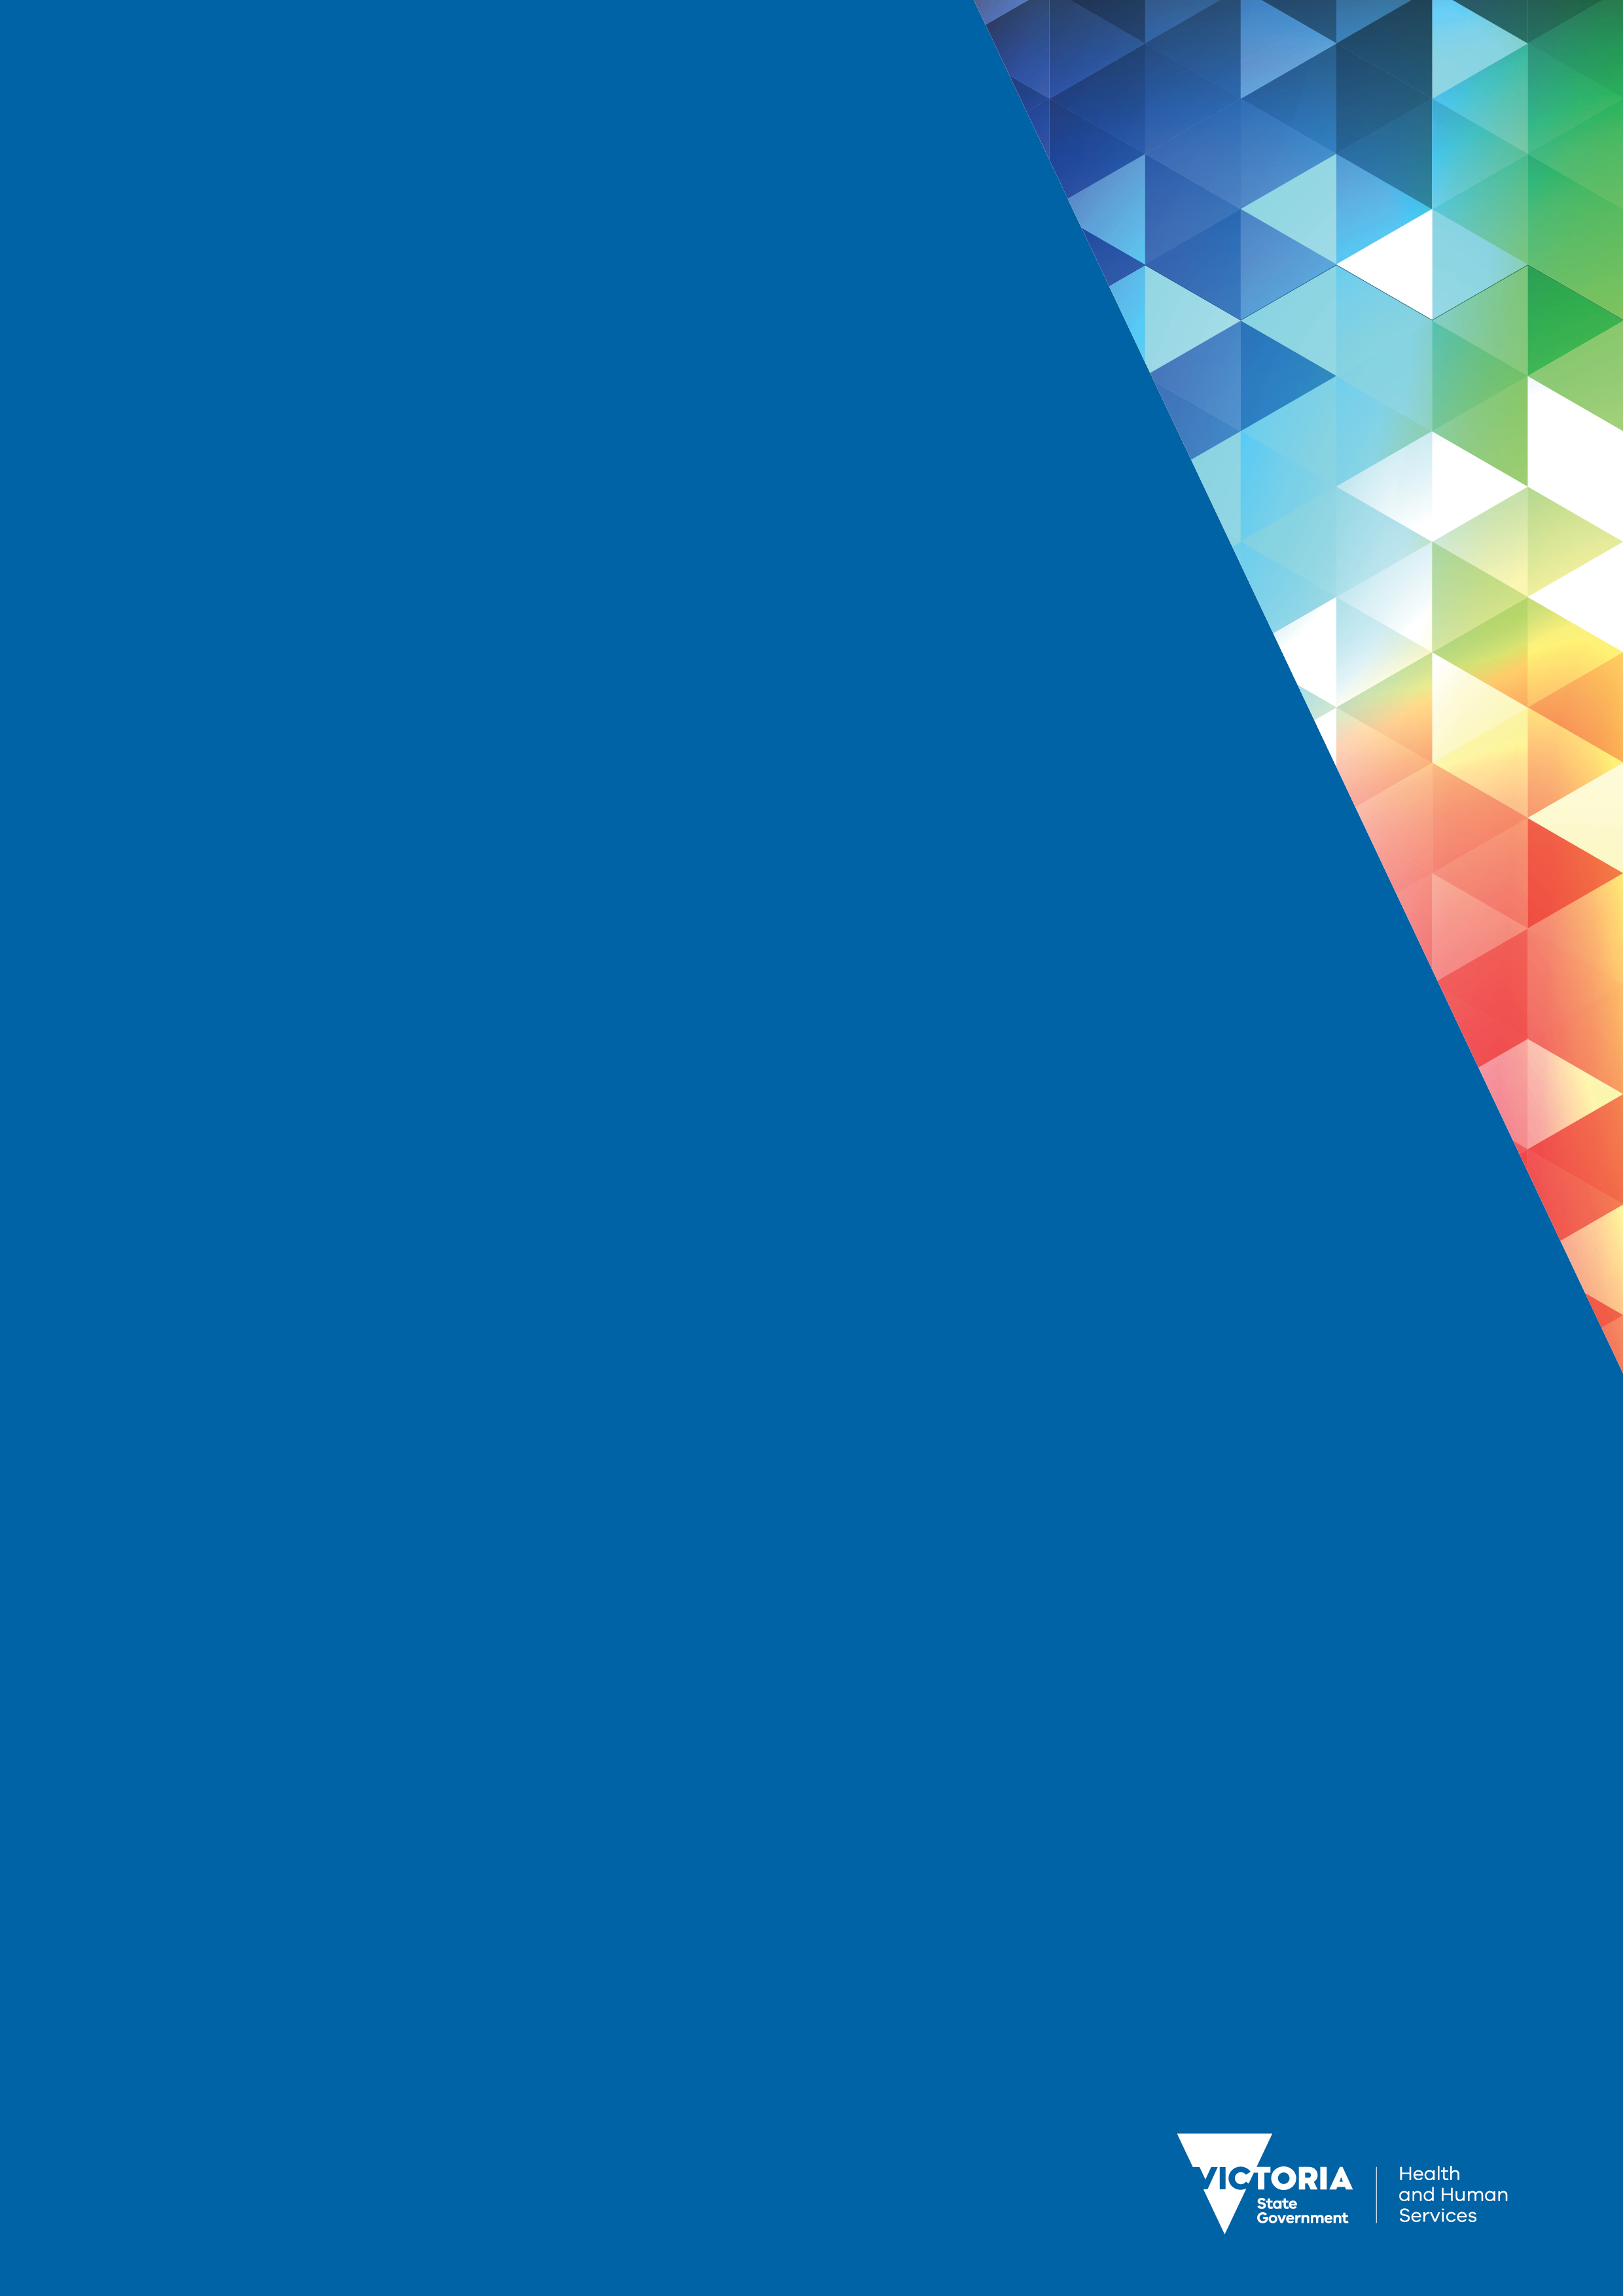 VICTORIA
State
Government
Health
and Human
Services